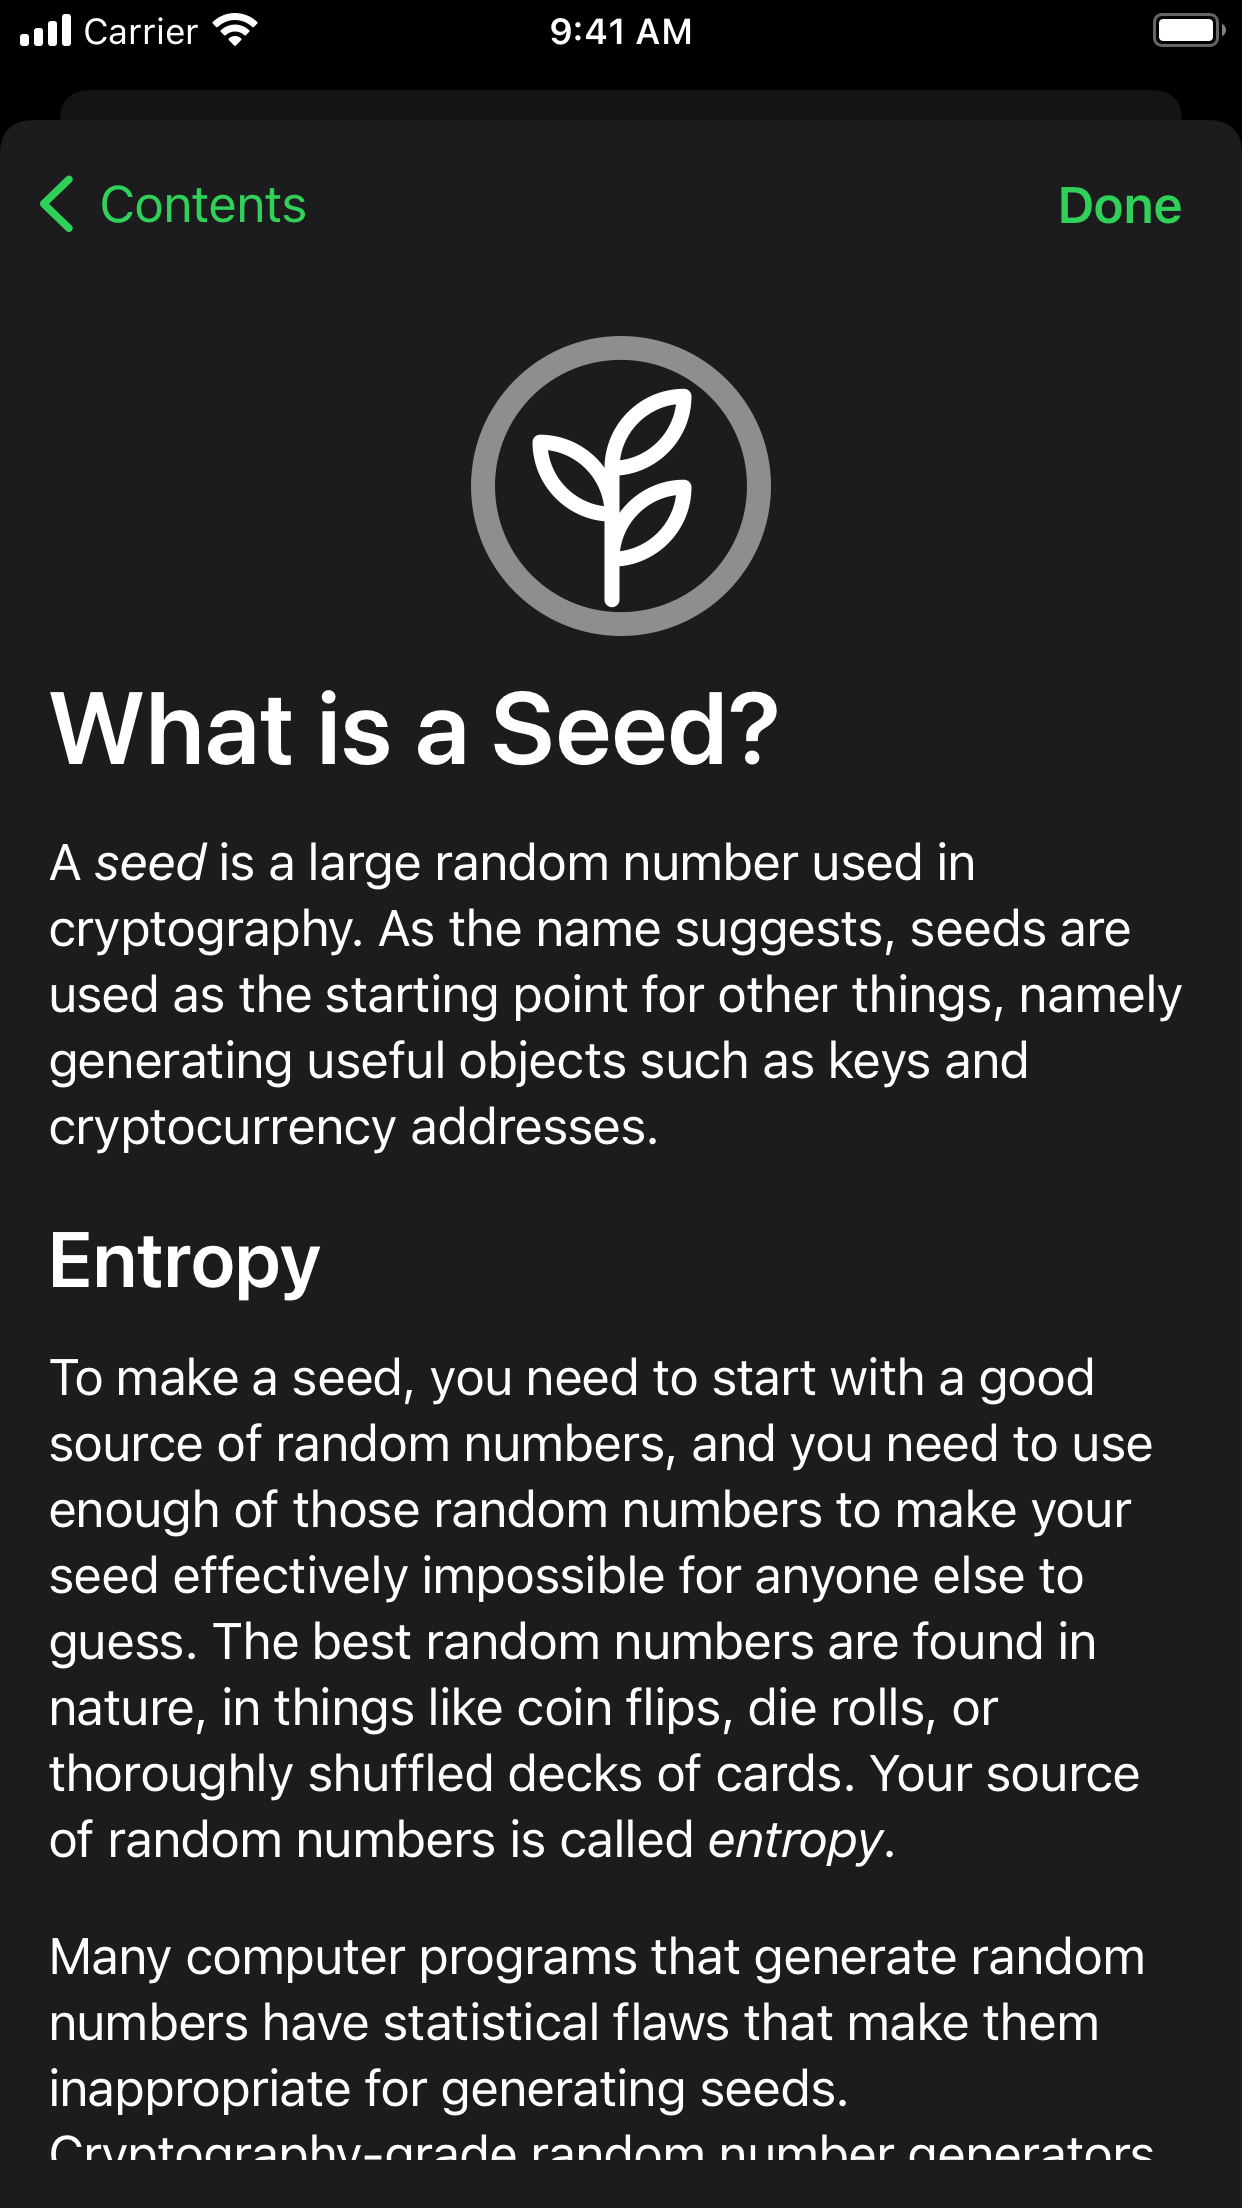 Carrier
9:41 AM
Contents
Done
What is a Seed?
A seed is a large random number used in
cryptography. As the name suggests, seeds are
used as the starting point for other things, namely
generating useful objects such as keys and
cryptocurrency addresses.
Entropy
To make a seed, you need to start with a good
source of random numbers, and you need to use
enough of those random numbers to make your
seed effectively impossible for anyone else to
guess. The best random numbers are found in
nature, in things like coin flips, die rolls, or
thoroughly shuffled decks of cards. Your source
of random numbers is called entropy.
Many computer programs that generate random
numbers have statistical flaws that make them
inappropriate for generating seeds.
Cryptography-grade random number generators